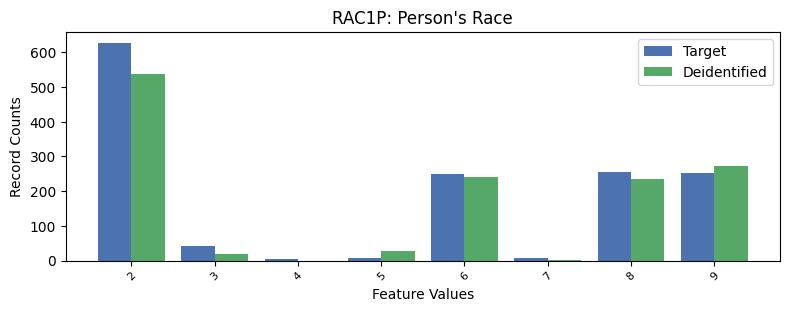 RAC1P: Person's Race
Target
Deidentified
Record Counts
600
500
400
300
200
100
0
2 3 4 5 6 7 8 9
Feature Values